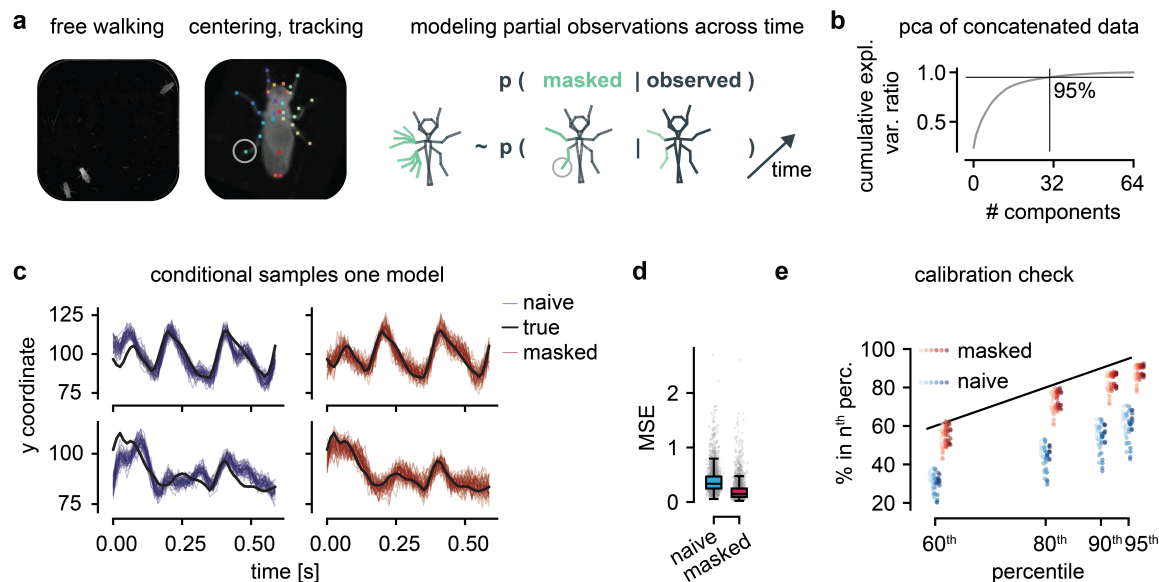 a
free walking
centering, tracking
modeling partial observations across time
p ( masked | observed )
~ p ( | )
time
b
pca of concatenated data
cumulative expl.
var. ratio
1.0
0.5
95%
0
32
64
# components
c
conditional samples one model
naive
true
masked
y coordinate
125
100
75
100
75
0.00
0.25
0.50
0.00
0.25
0.50
time [s]
d
MSE
2
1
0
naive
masked
e
calibration check
masked
naive
% in nth perc.
100
80
60
40
20
60th
80th
90th
95th
percentile